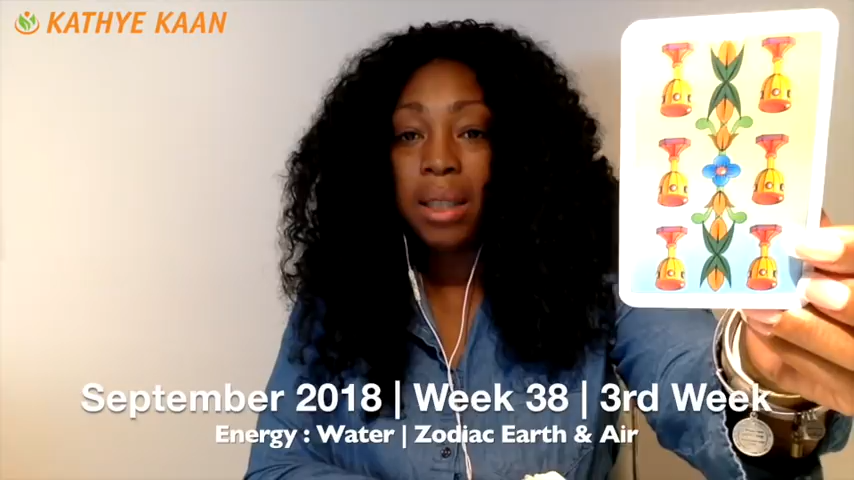 KATHYE KAAN
September 2018 | Week 38 | 3rd Week
Energy : Water | Zodiac Earth & Air